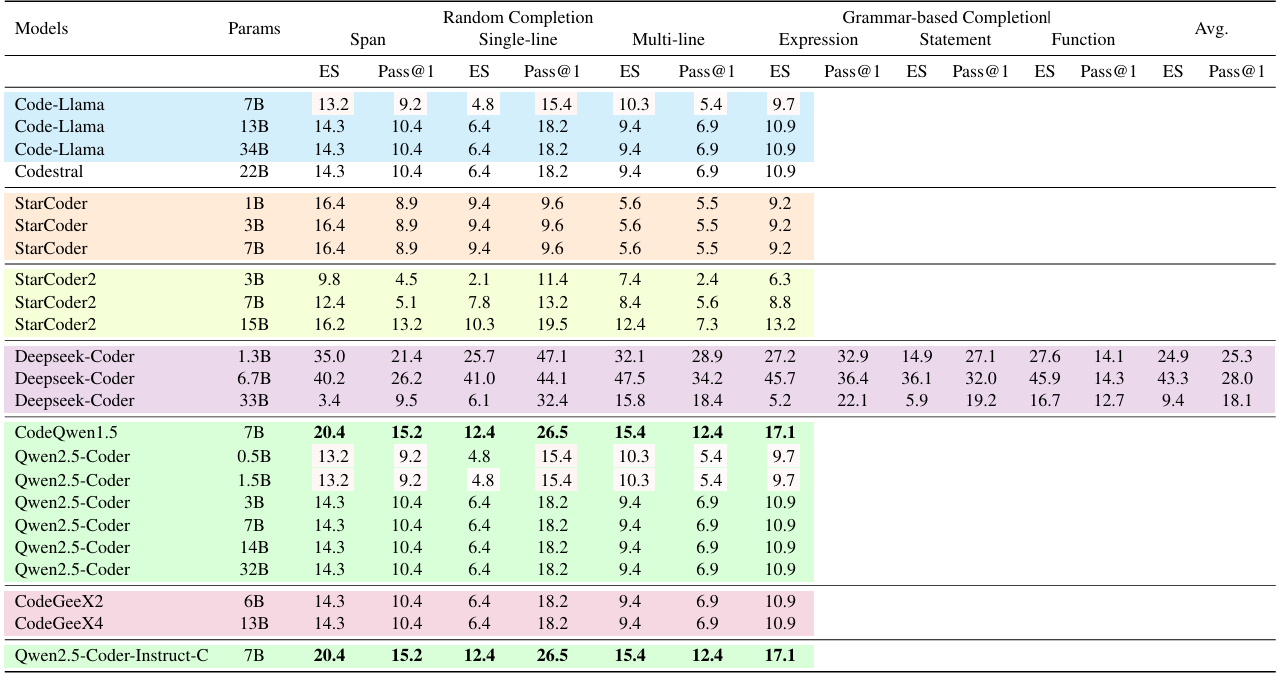 Models Params Random Completion Grammar-based Completion| Avg.
Span Single-line Multi-line Expression Statement Function
ES Pass@1 ES Pass@1 ES Pass@1 ES Pass@1 ES Pass@1 ES Pass@1 ES Pass@1
Code-Llama 7B 13.2 9.2 4.8 15.4 10.3 5.4 9.7
Code-Llama 13B 14.3 10.4 6.4 18.2 9.4 6.9 10.9
Code-Llama 34B 14.3 10.4 6.4 18.2 9.4 6.9 10.9
Codestral 22B 14.3 10.4 6.4 18.2 9.4 6.9 10.9
StarCoder 1B 16.4 8.9 9.4 9.6 5.6 5.5 9.2
StarCoder 3B 16.4 8.9 9.4 9.6 5.6 5.5 9.2
StarCoder 7B 16.4 8.9 9.4 9.6 5.6 5.5 9.2
StarCoder2 3B 9.8 4.5 2.1 11.4 7.4 2.4 6.3
StarCoder2 7B 12.4 5.1 7.8 13.2 8.4 5.6 8.8
StarCoder2 15B 16.2 13.2 10.3 19.5 12.4 7.3 13.2
Deepseek-Coder 1.3B 35.0 21.4 25.7 47.1 32.1 28.9 27.2 32.9 14.9 27.1 27.6 14.1 24.9 25.3
Deepseek-Coder 6.7B 40.2 26.2 41.0 44.1 47.5 34.2 45.7 36.4 36.1 32.0 45.9 14.3 43.3 28.0
Deepseek-Coder 33B 3.4 9.5 6.1 32.4 15.8 18.4 5.2 22.1 5.9 19.2 16.7 12.7 9.4 18.1
CodeQwen1.5 7B 20.4 15.2 12.4 26.5 15.4 12.4 17.1
Qwen2.5-Coder 0.5B 13.2 9.2 4.8 15.4 10.3 5.4 9.7
Qwen2.5-Coder 1.5B 13.2 9.2 4.8 15.4 10.3 5.4 9.7
Qwen2.5-Coder 3B 14.3 10.4 6.4 18.2 9.4 6.9 10.9
Qwen2.5-Coder 7B 14.3 10.4 6.4 18.2 9.4 6.9 10.9
Qwen2.5-Coder 14B 14.3 10.4 6.4 18.2 9.4 6.9 10.9
Qwen2.5-Coder 32B 14.3 10.4 6.4 18.2 9.4 6.9 10.9
CodeGeeX2 6B 14.3 10.4 6.4 18.2 9.4 6.9 10.9
CodeGeeX4 13B 14.3 10.4 6.4 18.2 9.4 6.9 10.9
Qwen2.5-Coder-Instruct-C 7B 20.4 15.2 12.4 26.5 15.4 12.4 17.1